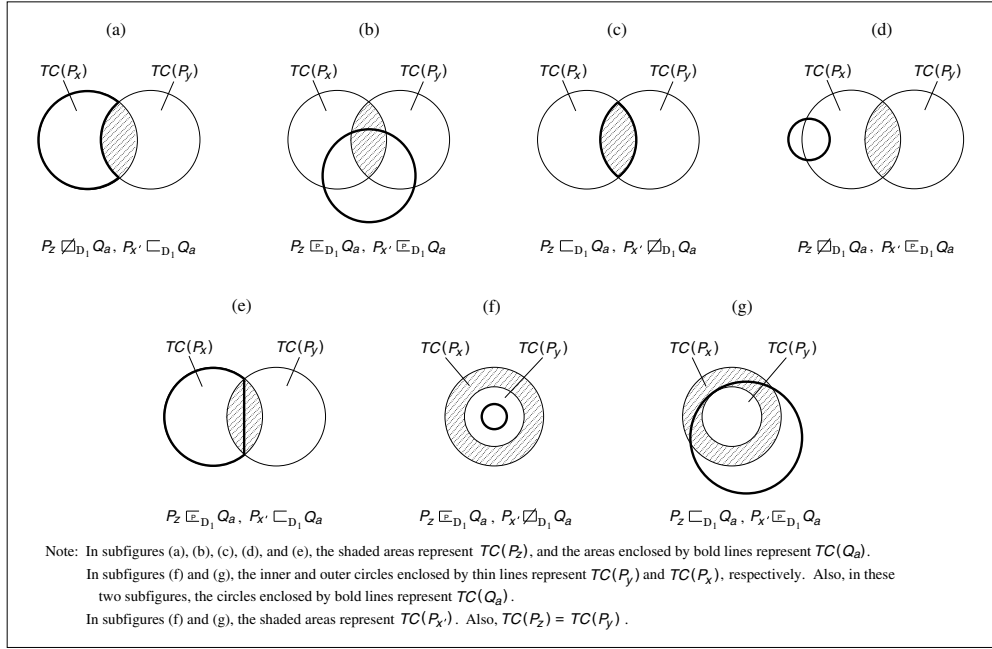 (a) (b) (c) (d)
TC(Px) TC(Py) TC(Px) TC(Py) TC(Px) TC(Py) TC(Px) TC(Py)
Pz ⊏̸D1 Qa, Px′ ⊏D1 Qa Pz ⊏PD1 Qa, Px′ ⊏PD1 Qa Pz ⊏D1 Qa, Px′ ⊏̸D1 Qa Pz ⊏̸D1 Qa, Px′ ⊏PD1 Qa
(e) (f) (g)
TC(Px) TC(Py) TC(Px) TC(Py) TC(Px) TC(Py)
Pz ⊏PD1 Qa, Px′ ⊏D1 Qa Pz ⊏PD1 Qa, Px′ ⊏̸D1 Qa Pz ⊏D1 Qa, Px′ ⊏PD1 Qa
Note: In subfigures (a), (b), (c), (d), and (e), the shaded areas represent TC(Pz), and the areas enclosed by bold lines represent TC(Qa).
In subfigures (f) and (g), the inner and outer circles enclosed by thin lines represent TC(Py) and TC(Px), respectively. Also, in these
two subfigures, the circles enclosed by bold lines represent TC(Qa).
In subfigures (f) and (g), the shaded areas represent TC(Px′). Also, TC(Pz) = TC(Py).